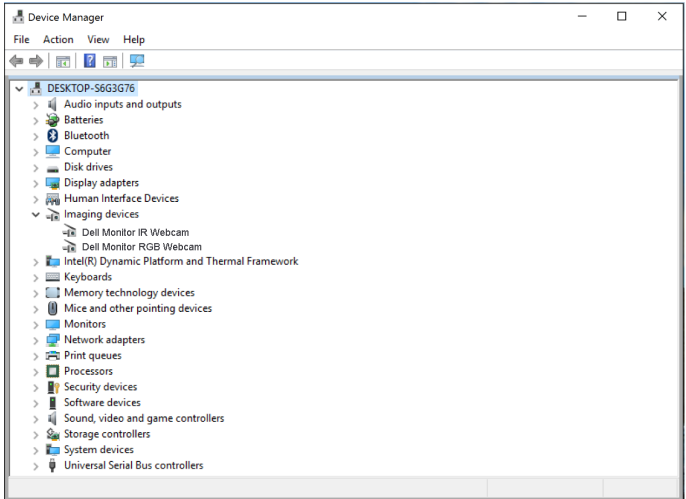 Device Manager
File Action View Help
DESKTOP-S6G3G76
Audio inputs and outputs
Batteries
Bluetooth
Computer
Disk drives
Display adapters
Human Interface Devices
Imaging devices
Dell Monitor IR Webcam
Dell Monitor RGB Webcam
Intel(R) Dynamic Platform and Thermal Framework
Keyboards
Memory technology devices
Mice and other pointing devices
Monitors
Network adapters
Print queues
Processors
Security devices
Software devices
Sound, video and game controllers
Storage controllers
System devices
Universal Serial Bus controllers